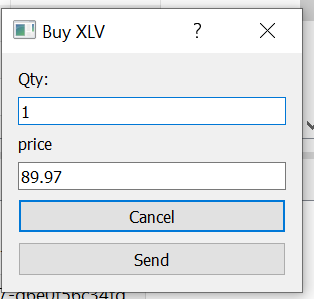 Buy XLV
?
Qty:
1
price
89.97
Cancel
Send